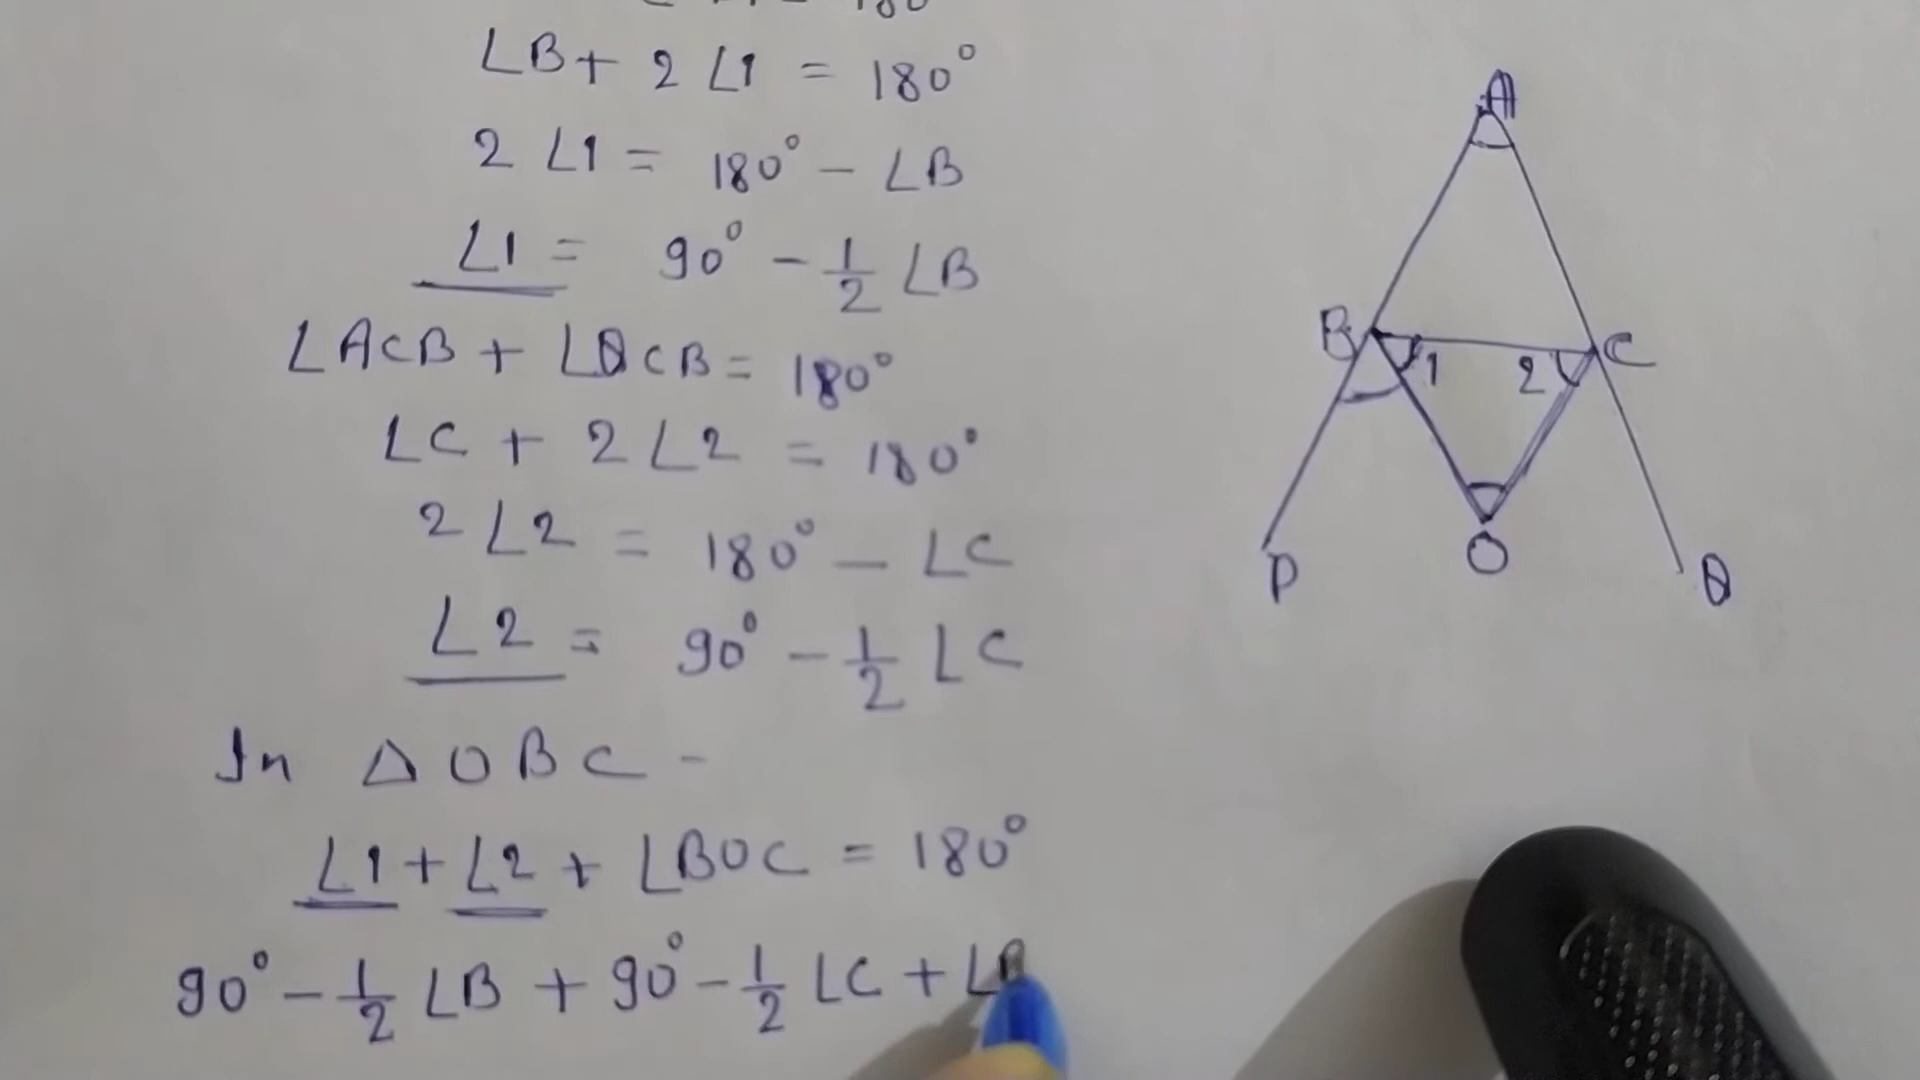 ∠B + 2 ∠1 = 180°
2 ∠1 = 180° - ∠B
∠1 = 90° - 1/2 ∠B
∠ACB + ∠QCB = 180°
∠C + 2 ∠2 = 180°
2 ∠2 = 180° - ∠C
∠2 = 90° - 1/2 ∠C
In △OBC -
∠1 + ∠2 + ∠BOC = 180°
90° - 1/2 ∠B + 90° - 1/2 ∠C + ∠B
A
B
1
2
C
P
O
Q